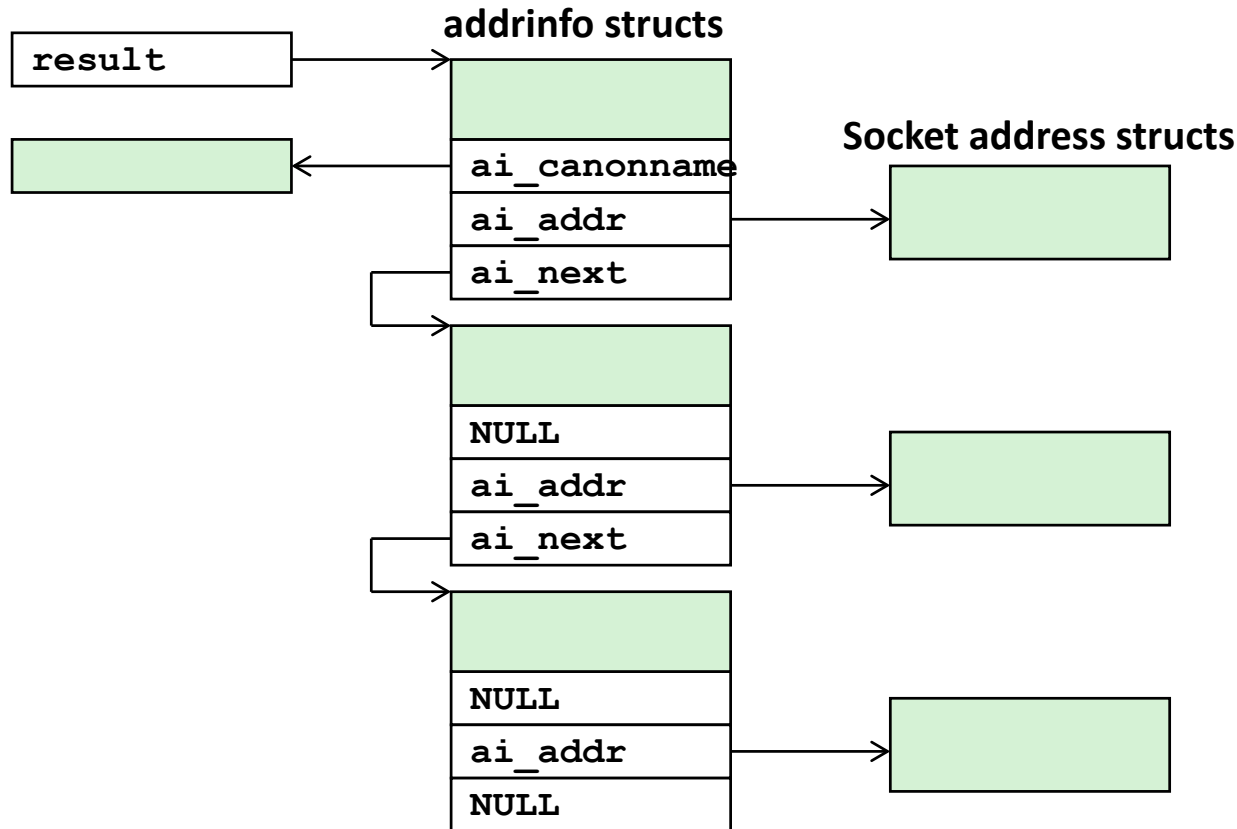 addrinfo structs
result
Socket address structs
ai_canonname
ai_addr
ai_next
NULL
ai_addr
ai_next
NULL
ai_addr
NULL